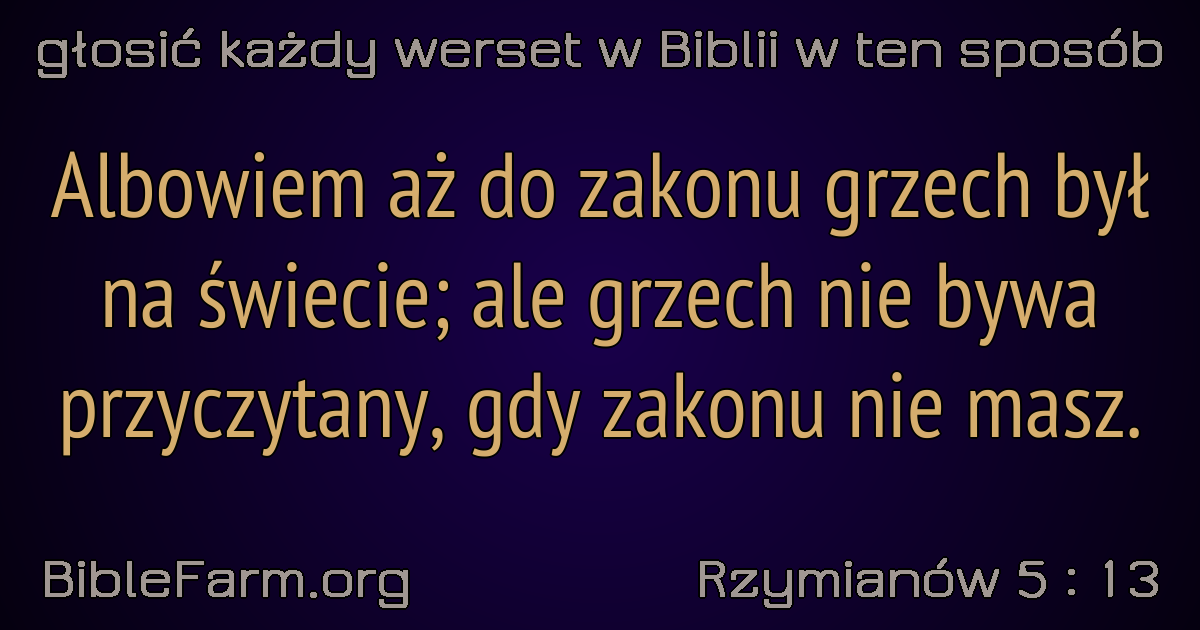 głosić każdy werset w Biblii w ten sposób
Albowiem aż do zakonu grzech był
na świecie; ale grzech nie bywa
przyczytany, gdy zakonu nie masz.
BibleFarm.org
Rzymianów 5 : 13